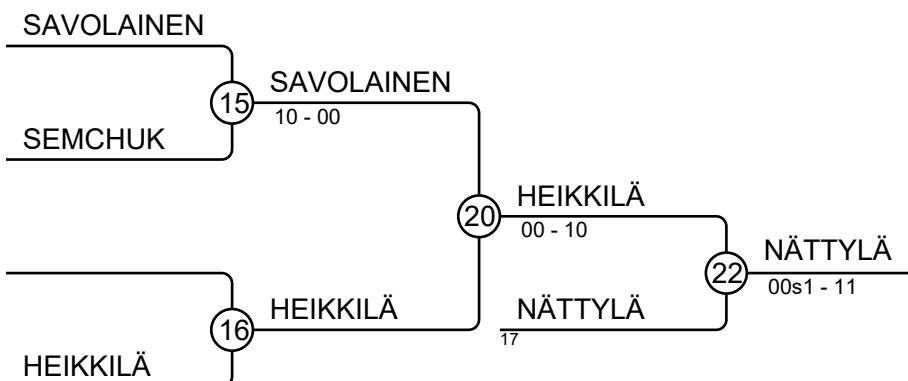 SAVOLAINEN
15
SAVOLAINEN
10 - 00
SEMCHUK
20
HEIKKILÄ
00 - 10
22
NÄTTYLÄ
00s1 - 11
16
HEIKKILÄ
NÄTTYLÄ
17
HEIKKILÄ